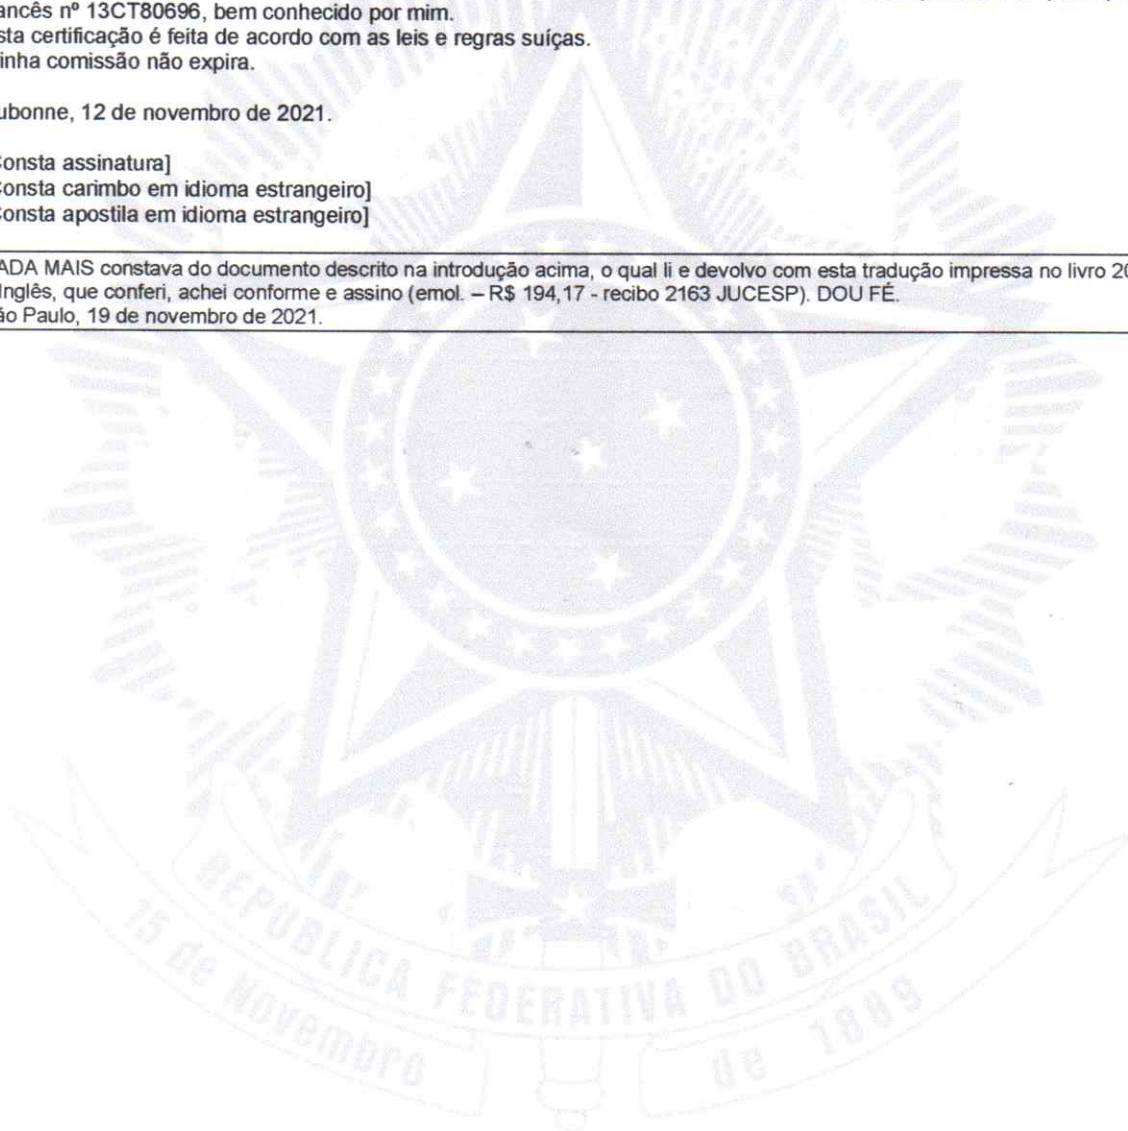 ancês nº 13CT80696, bem conhecido por mim.
sta certificação é feita de acordo com as leis e regras suíças.
inha comissão não expira.
ubonne, 12 de novembro de 2021.
onsta assinatura]
onsta carimbo em idioma estrangeiro]
onsta apostila em idioma estrangeiro]
ADA MAIS constava do documento descrito na introdução acima, o qual li e devolvo com esta tradução impressa no livro 20
Inglês, que conferi, achei conforme e assino (emol. – R$ 194,17 - recibo 2163 JUCESP). DOU FÉ.
ão Paulo, 19 de novembro de 2021.
REPUBLICA FEDERATIVA DO BRASIL
15 de Novembro de 1889